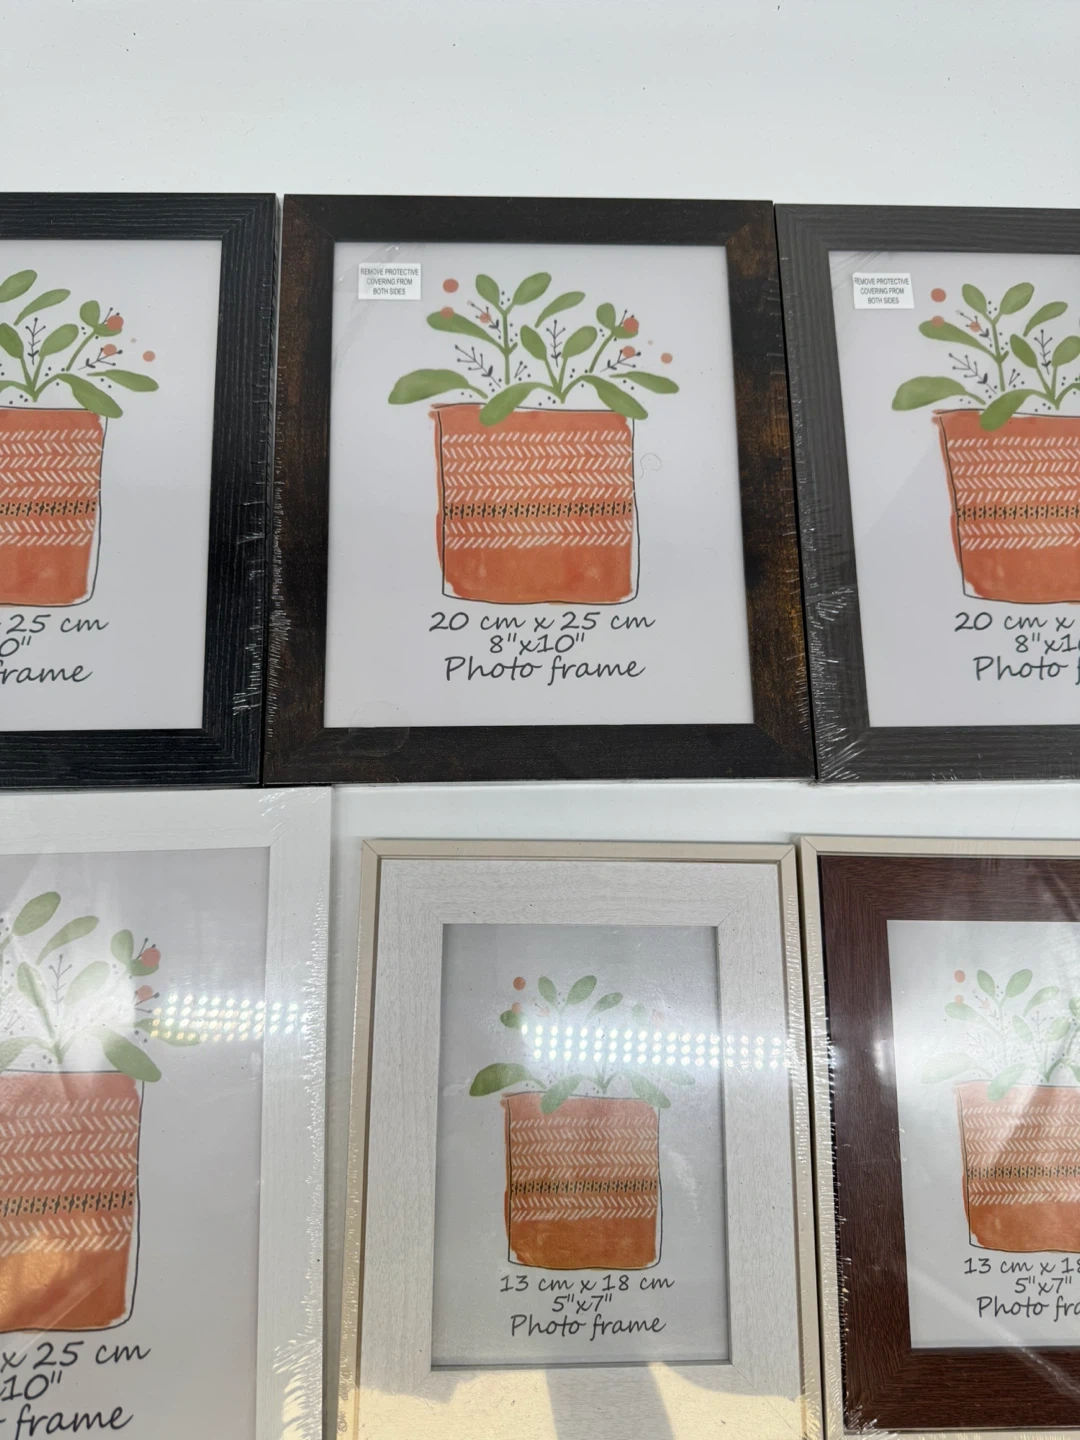 REMOVE PROTECTIVE
COVERING FROM
BOTH SIDES
REMOVE PROTECTIVE
COVERING FROM
BOTH SIDES
25 cm
0"
frame
20 cm x 25 cm
8"x10"
Photo frame
20 cm x
8"x1
Photo f
x 25 cm
10"
frame
13 cm x 18 cm
5"x7"
Photo frame
13 cm x 18
5"x7"
Photo fra